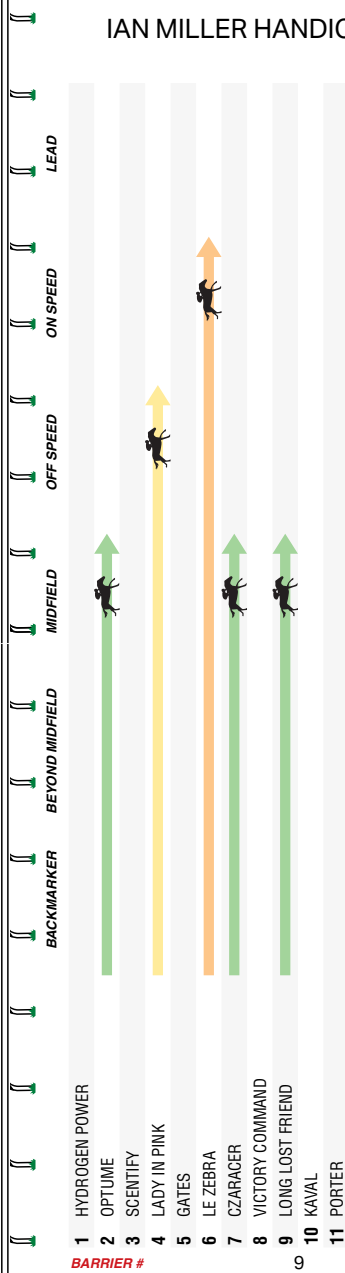 IAN MILLER HANDIC
LEAD
ON SPEED
OFF SPEED
MIDFIELD
BEYOND MIDFIELD
BACKMARKER
1 HYDROGEN POWER
2 OPTUME
3 SCENTIFY
4 LADY IN PINK
5 GATES
6 LE ZEBRA
7 CZARACER
8 VICTORY COMMAND
9 LONG LOST FRIEND
10 KAVAL
11 PORTER
BARRIER #
9